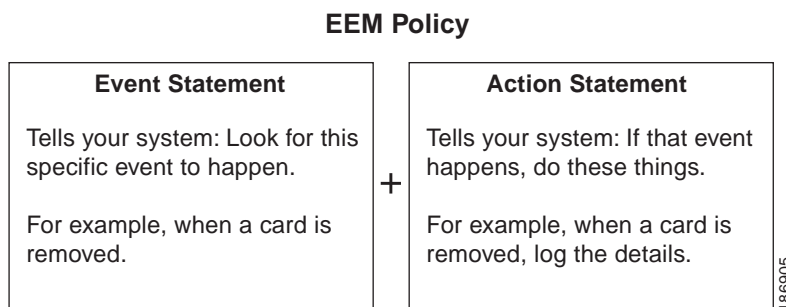 EEM Policy
Event Statement
Tells your system: Look for this
specific event to happen.
For example, when a card is
removed.
+
Action Statement
Tells your system: If that event
happens, do these things.
For example, when a card is
removed, log the details.
186905